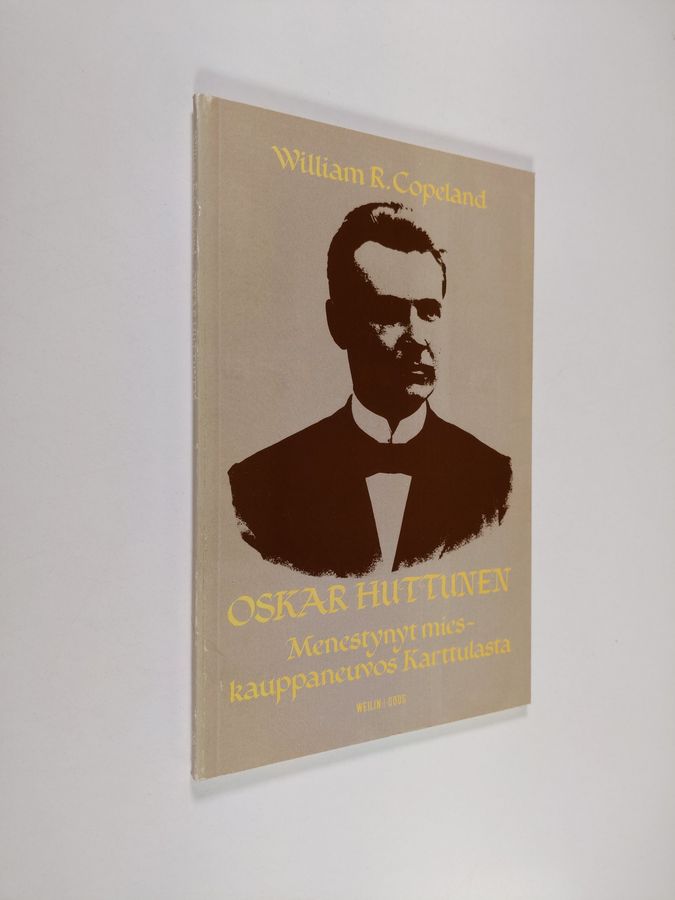 William R. Copeland
OSKAR HUTTUNEN
Menestynyt mies-
kauppaneuvos Karttulasta
WEILIN+GÖÖS